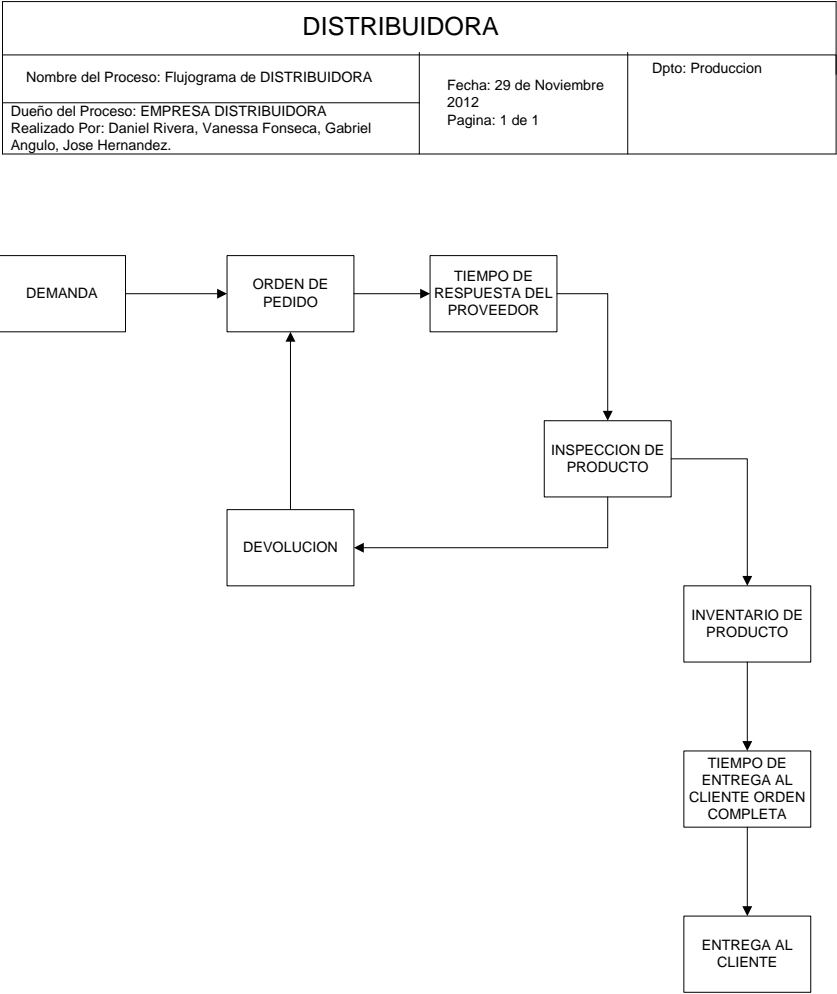 DISTRIBUIDORA
Nombre del Proceso: Flujograma de DISTRIBUIDORA
Dueño del Proceso: EMPRESA DISTRIBUIDORA
Realizado Por: Daniel Rivera, Vanessa Fonseca, Gabriel
Angulo, Jose Hernandez.
Fecha: 29 de Noviembre
2012
Pagina: 1 de 1
Dpto: Produccion
DEMANDA
ORDEN DE
PEDIDO
TIEMPO DE
RESPUESTA DEL
PROVEEDOR
INSPECCION DE
PRODUCTO
DEVOLUCION
INVENTARIO DE
PRODUCTO
TIEMPO DE
ENTREGA AL
CLIENTE ORDEN
COMPLETA
ENTREGA AL
CLIENTE